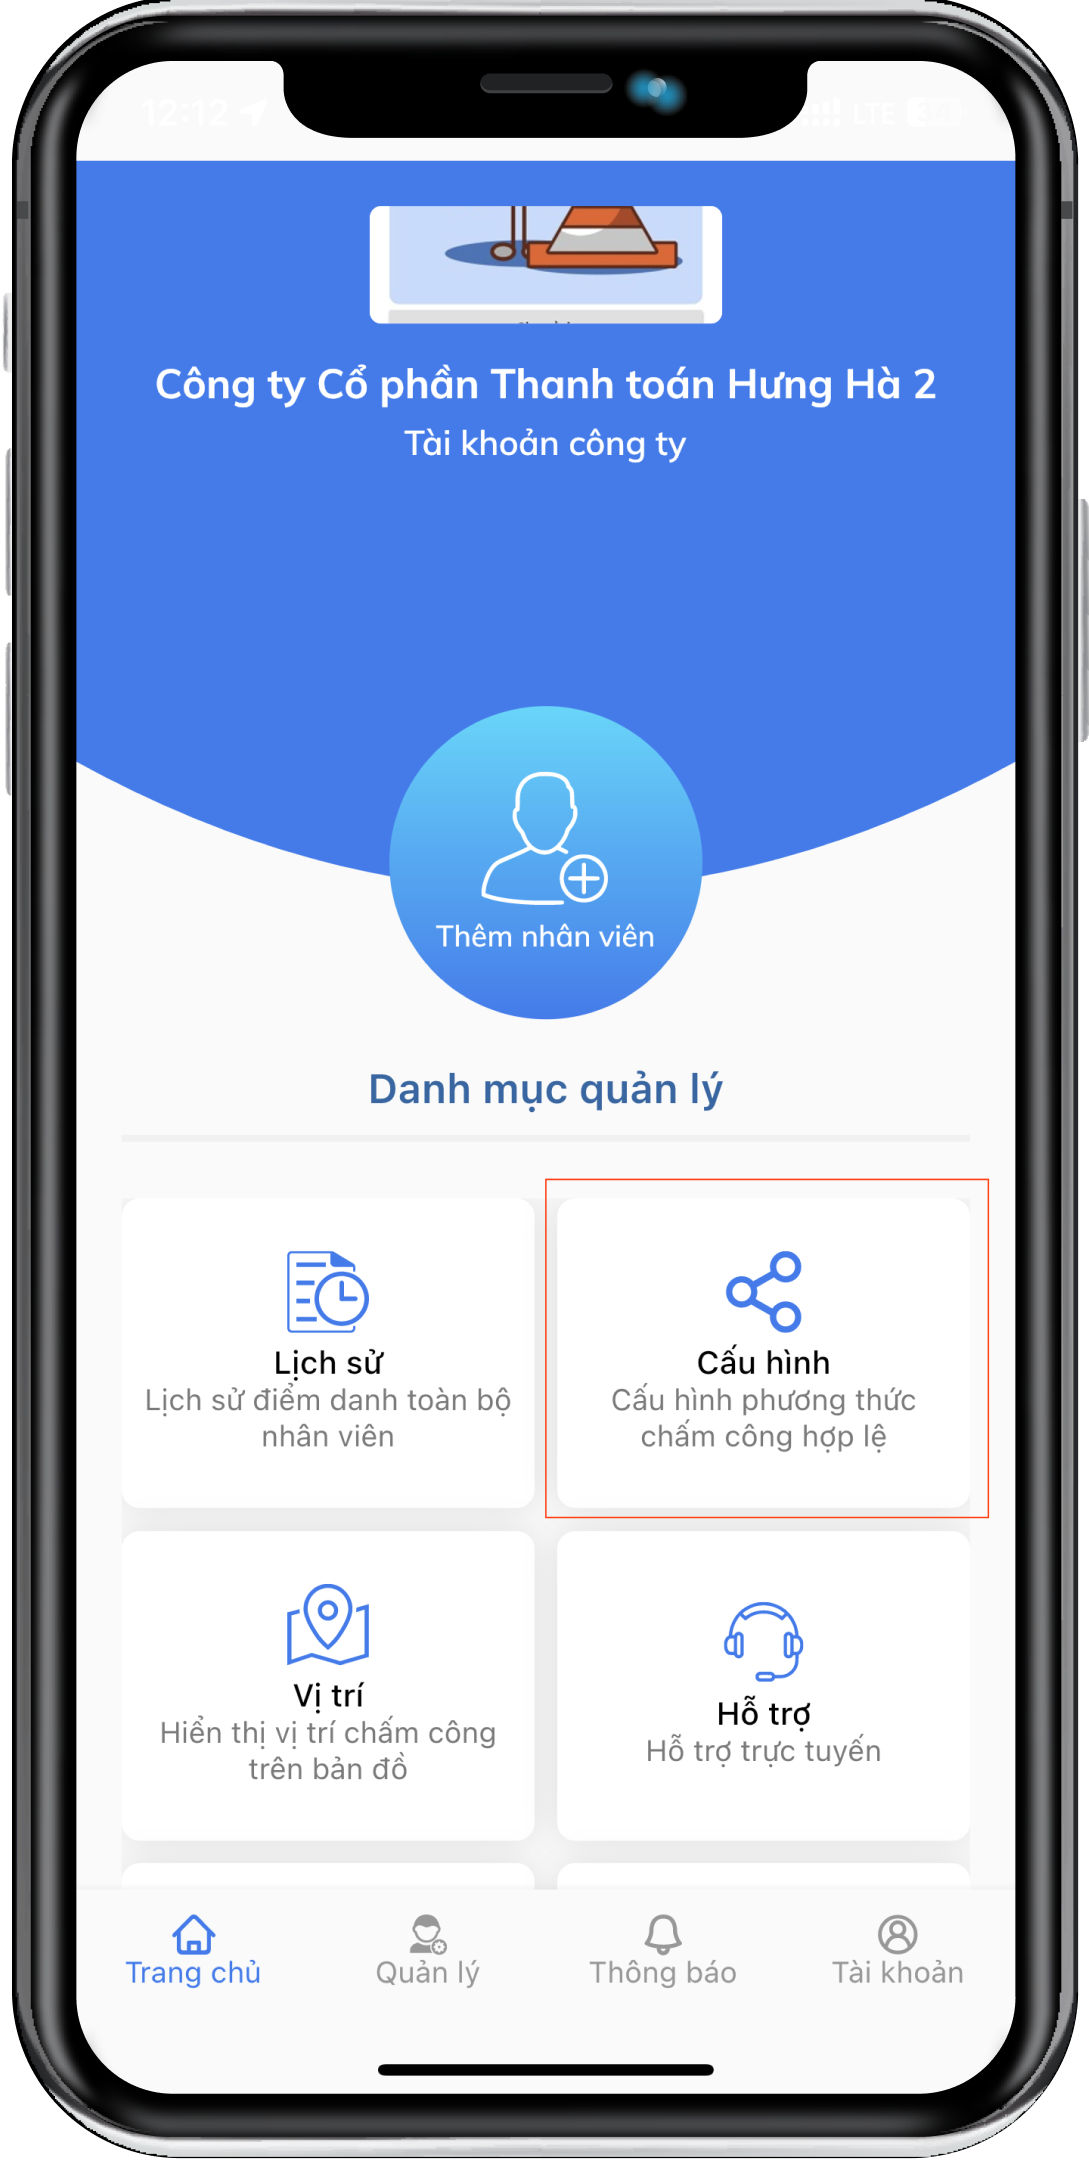 12:12
LTE
Công ty Cổ phần Thanh toán Hưng Hà 2
Tài khoản công ty
Thêm nhân viên
Danh mục quản lý
Lịch sử
Lịch sử điểm danh toàn bộ
nhân viên
Cấu hình
Cấu hình phương thức
chấm công hợp lệ
Vị trí
Hiển thị vị trí chấm công
trên bản đồ
Hỗ trợ
Hỗ trợ trực tuyến
Trang chủ
Quản lý
Thông báo
Tài khoản